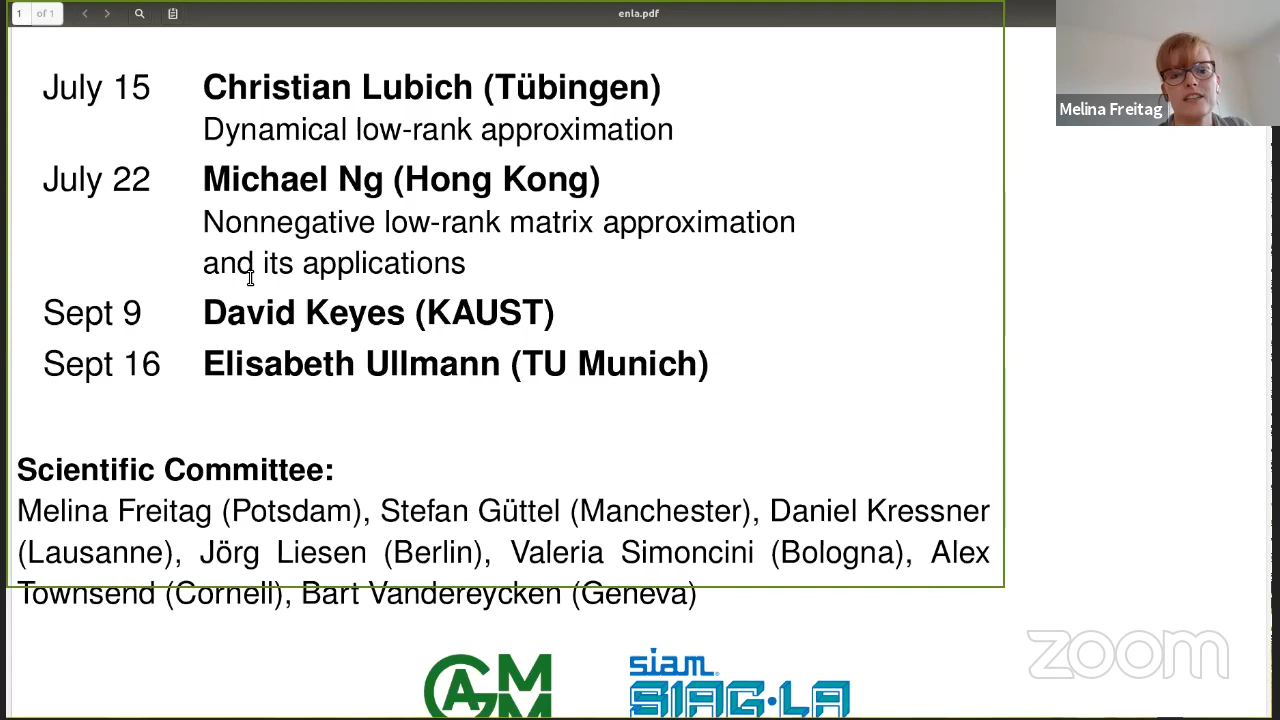 1 of 1
enla.pdf
Melina Freitag
July 15 Christian Lubich (Tübingen)
Dynamical low-rank approximation
July 22 Michael Ng (Hong Kong)
Nonnegative low-rank matrix approximation
and its applications
Sept 9 David Keyes (KAUST)
Sept 16 Elisabeth Ullmann (TU Munich)
Scientific Committee:
Melina Freitag (Potsdam), Stefan Güttel (Manchester), Daniel Kressner
(Lausanne), Jörg Liesen (Berlin), Valeria Simoncini (Bologna), Alex
Townsend (Cornell), Bart Vandereycken (Geneva)
zoom
GAMM
siam.
SIAG·LA